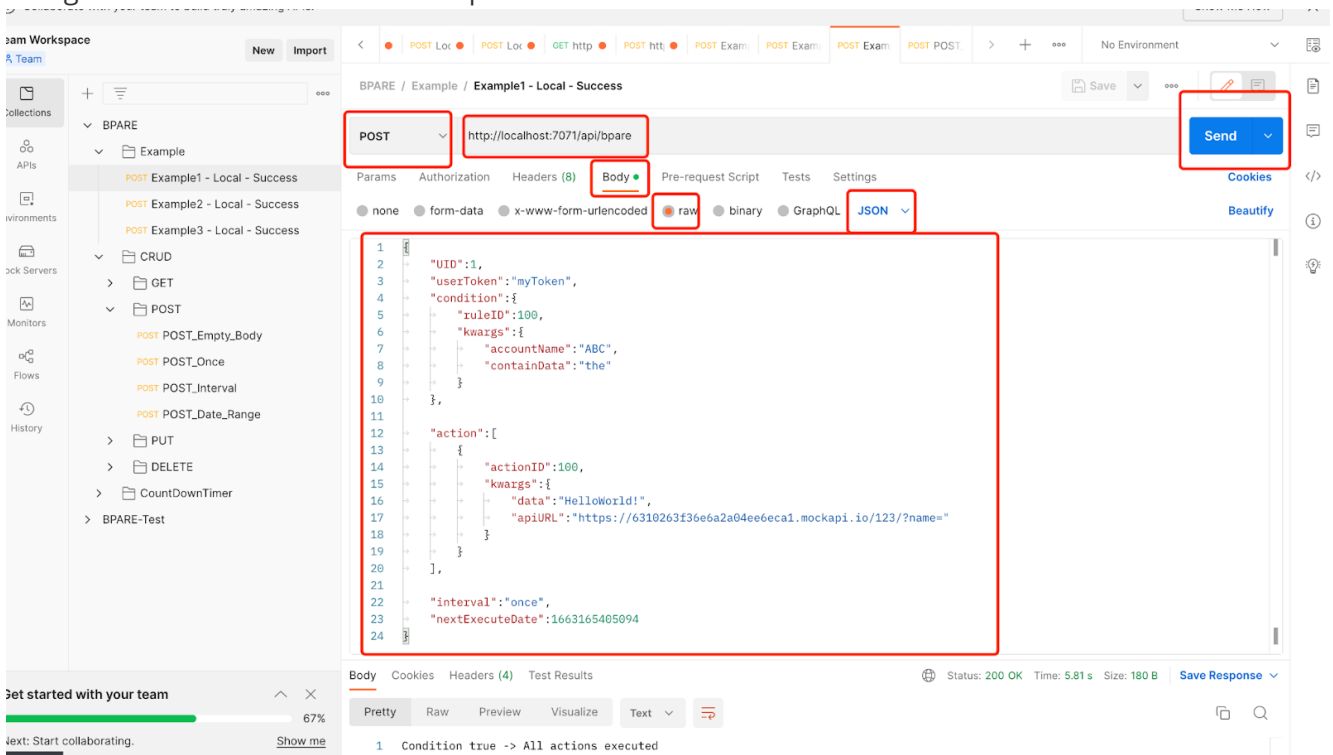 eam Workspace
Team
New Import
POST Loc POST Loc GET http POST htt POST Exam POST Exam POST Exam POST POST
No Environment
BPARE / Example / Example1 - Local - Success
Save
POST http://localhost:7071/api/bpare Send
Params Authorization Headers (8) Body Pre-request Script Tests Settings Cookies
none form-data x-www-form-urlencoded raw binary GraphQL JSON Beautify
Collections
APIs
Monitors
Flows
History
BPARE
Example
POST Example1 - Local - Success
POST Example2 - Local - Success
POST Example3 - Local - Success
CRUD
GET
POST
POST POST_Empty_Body
POST POST_Once
POST POST_Interval
POST POST_Date_Range
PUT
DELETE
CountDownTimer
BPARE-Test
1 {
2 "UID":1,
3 "userToken":"myToken",
4 "condition":{
5 "ruleID":100,
6 "kwargs":{
7 "accountName":"ABC",
8 "containData":"the"
9 }
10 },
11
12 "action":[
13 {
14 "actionID":100,
15 "kwargs":{
16 "data":"HelloWorld!",
17 "apiURL":"https://6310263f36e6a2a04ee6eca1.mockapi.io/123/?name="
18 }
19 }
20 ],
21
22 "interval":"once",
23 "nextExecuteDate":1663165405094
24 }
Body Cookies Headers (4) Test Results Status: 200 OK Time: 5.81 s Size: 180 B Save Response
Pretty Raw Preview Visualize Text
1 Condition true -> All actions executed
Get started with your team
67%
Next: Start collaborating. Show me